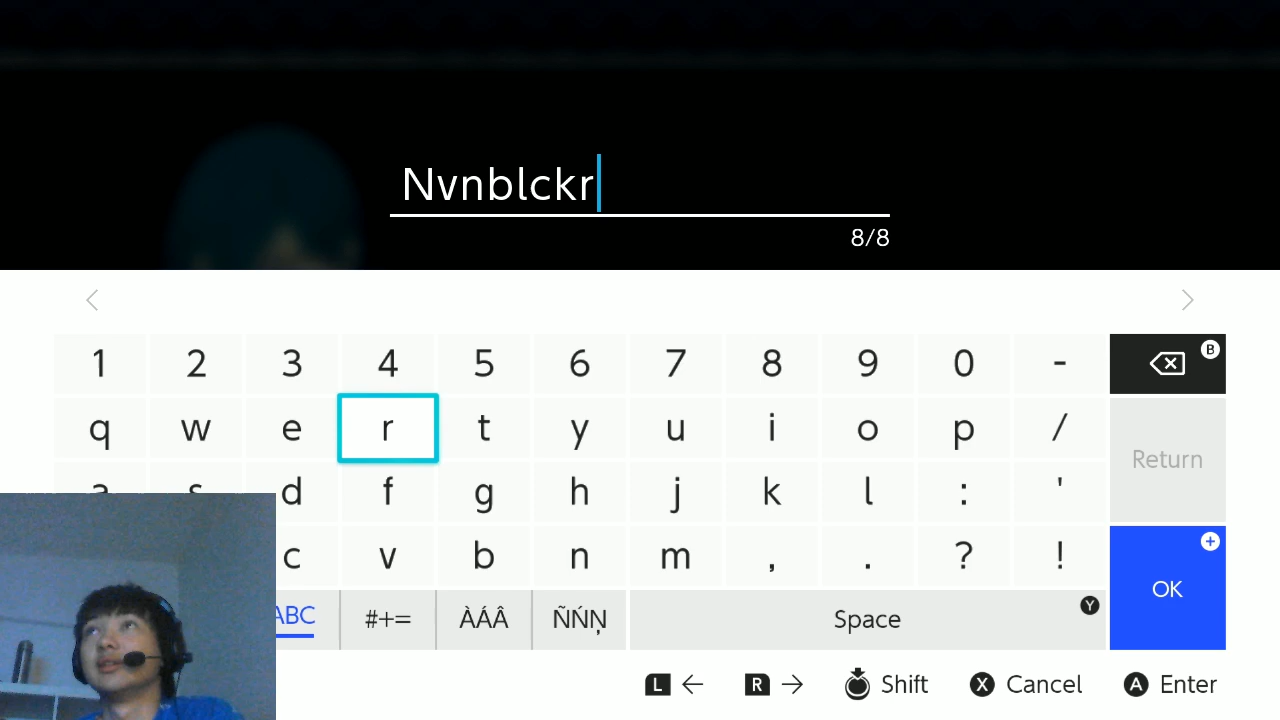 Nvnblckr
8/8
1 2 3 4 5 6 7 8 9 0 - B
q w e r t y u i o p / Return
a s d f g h j k l : '
c v b n m , . ? ! + OK
ABC #+= ÀÁÂ ÑŃŅ Space Y
L ← R → Shift X Cancel A Enter